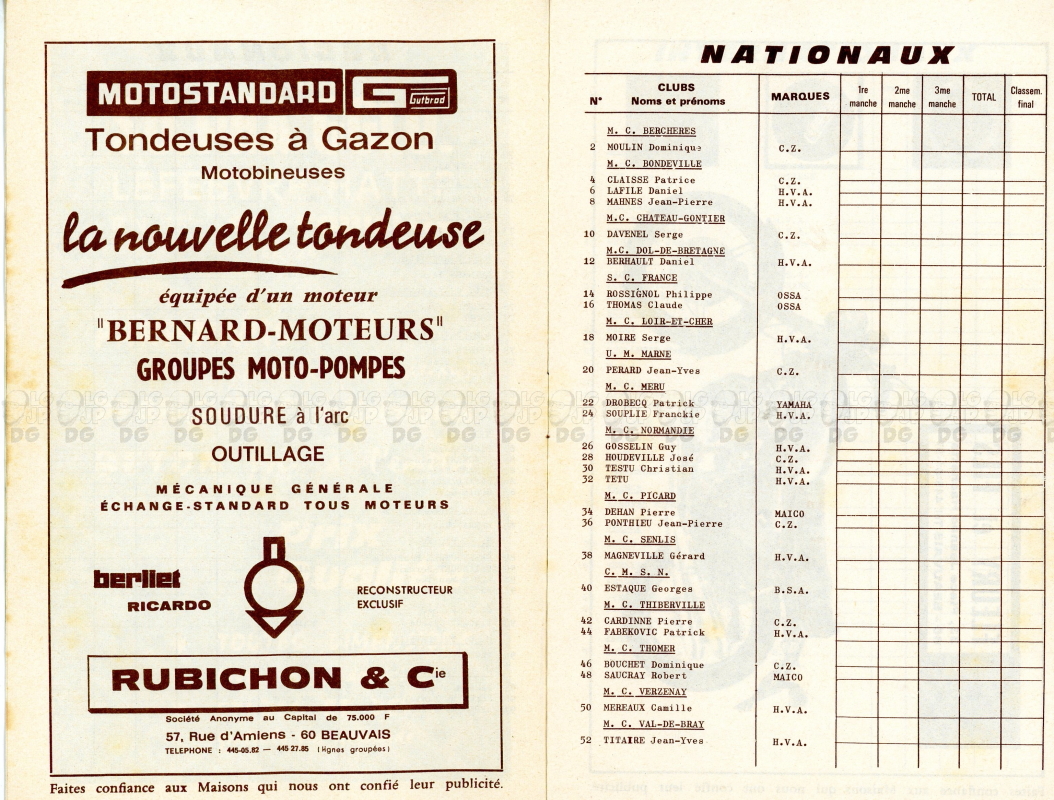 MOTOSTANDARD G Gutbrod
Tondeuses à Gazon
Motobineuses
la nouvelle tondeuse
équipée d'un moteur
"BERNARD-MOTEURS"
GROUPES MOTO-POMPES
SOUDURE à l'arc
OUTILLAGE
MÉCANIQUE GÉNÉRALE
ÉCHANGE-STANDARD TOUS MOTEURS
berliet
RICARDO
RECONSTRUCTEUR
EXCLUSIF
RUBICHON & Cie
Société Anonyme au Capital de 75.000 F
57, Rue d'Amiens - 60 BEAUVAIS
TELEPHONE : 445-05.82 — 445 27.85 (lignes groupées)
Faites confiance aux Maisons qui nous ont confié leur publicité.
NATIONAUX
N° CLUBS Noms et prénoms MARQUES 1re manche 2me manche 3me manche TOTAL Classem. final
M. C. BERCHERES
2 MOULIN Dominique C.Z.
M. C. BONDEVILLE
4 CLAISSE Patrice C.Z.
6 LAFILE Daniel H.V.A.
8 MAHNES Jean-Pierre H.V.A.
M.C. CHATEAU-GONTIER
10 DAVENEL Serge C.Z.
M.C. DOL-DE-BRETAGNE
12 BERHAULT Daniel H.V.A.
S. C. FRANCE
14 ROSSIGNOL Philippe OSSA
16 THOMAS Claude OSSA
M. C. LOIR-ET-CHER
18 MOIRE Serge H.V.A.
U. M. MARNE
20 PERARD Jean-Yves C.Z.
M. C. MERU
22 DROBECQ Patrick YAMAHA
24 SOUPLIE Franckie H.V.A.
M. C. NORMANDIE
26 GOSSELIN Guy H.V.A.
28 HOUDEVILLE José C.Z.
30 TESTU Christian H.V.A.
32 TETU H.V.A.
M. C. PICARD
34 DEHAN Pierre MAICO
36 PONTHIEU Jean-Pierre C.Z.
M. C. SENLIS
38 MAGNEVILLE Gérard H.V.A.
C. M. S. N.
40 ESTAQUE Georges B.S.A.
M. C. THIBERVILLE
42 CARDINNE Pierre C.Z.
44 FABEKOVIC Patrick H.V.A.
M. C. THOMER
46 BOUCHET Dominique C.Z.
48 SAUCRAY Robert MAICO
M. C. VERZENAY
50 MEREAUX Camille H.V.A.
M. C. VAL-DE-BRAY
52 TITAIRE Jean-Yves H.V.A.